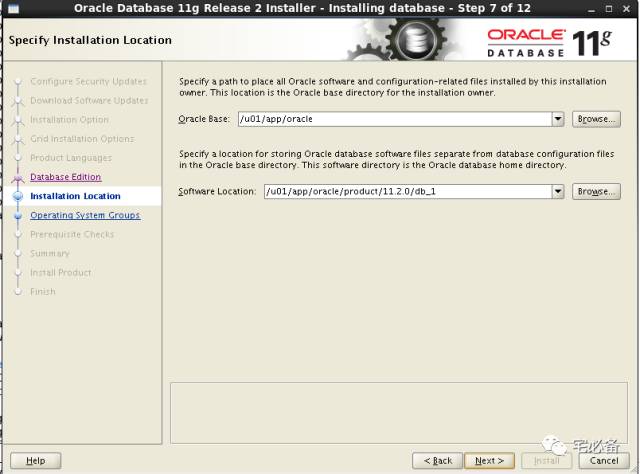 Oracle Database 11g Release 2 Installer - Installing database - Step 7 of 12
Specify Installation Location
ORACLE
DATABASE
11g
Configure Security Updates
Download Software Updates
Installation Option
Grid Installation Options
Product Languages
Database Edition
Installation Location
Operating System Groups
Prerequisite Checks
Summary
Install Product
Finish
Specify a path to place all Oracle software and configuration-related files installed by this installation
owner. This location is the Oracle base directory for the installation owner.
Oracle Base: /u01/app/oracle Browse...
Specify a location for storing Oracle database software files separate from database configuration files
in the Oracle base directory. This software directory is the Oracle database home directory.
Software Location: /u01/app/oracle/product/11.2.0/db_1 Browse...
宅必备
Help < Back Next > Install Cancel